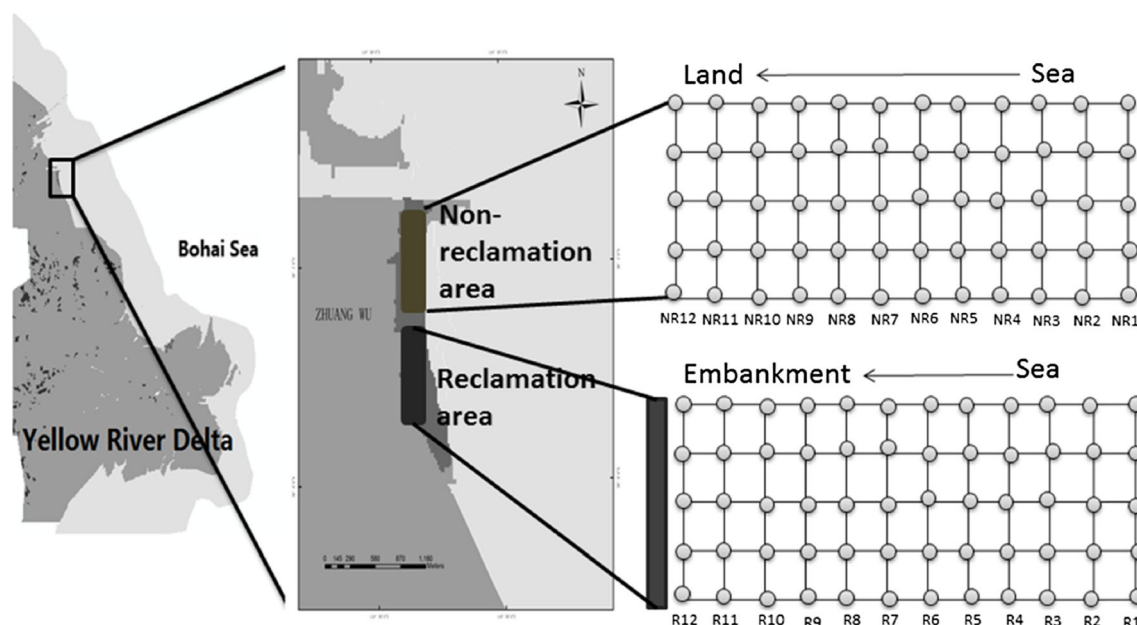 Bohai Sea
Yellow River Delta
N
Non-
reclamation
area
ZHUANG WU
Reclamation
area
0 145 290 580 870 1,160
Meters
Land Sea
NR12 NR11 NR10 NR9 NR8 NR7 NR6 NR5 NR4 NR3 NR2 NR1
Embankment Sea
R12 R11 R10 R9 R8 R7 R6 R5 R4 R3 R2 R1